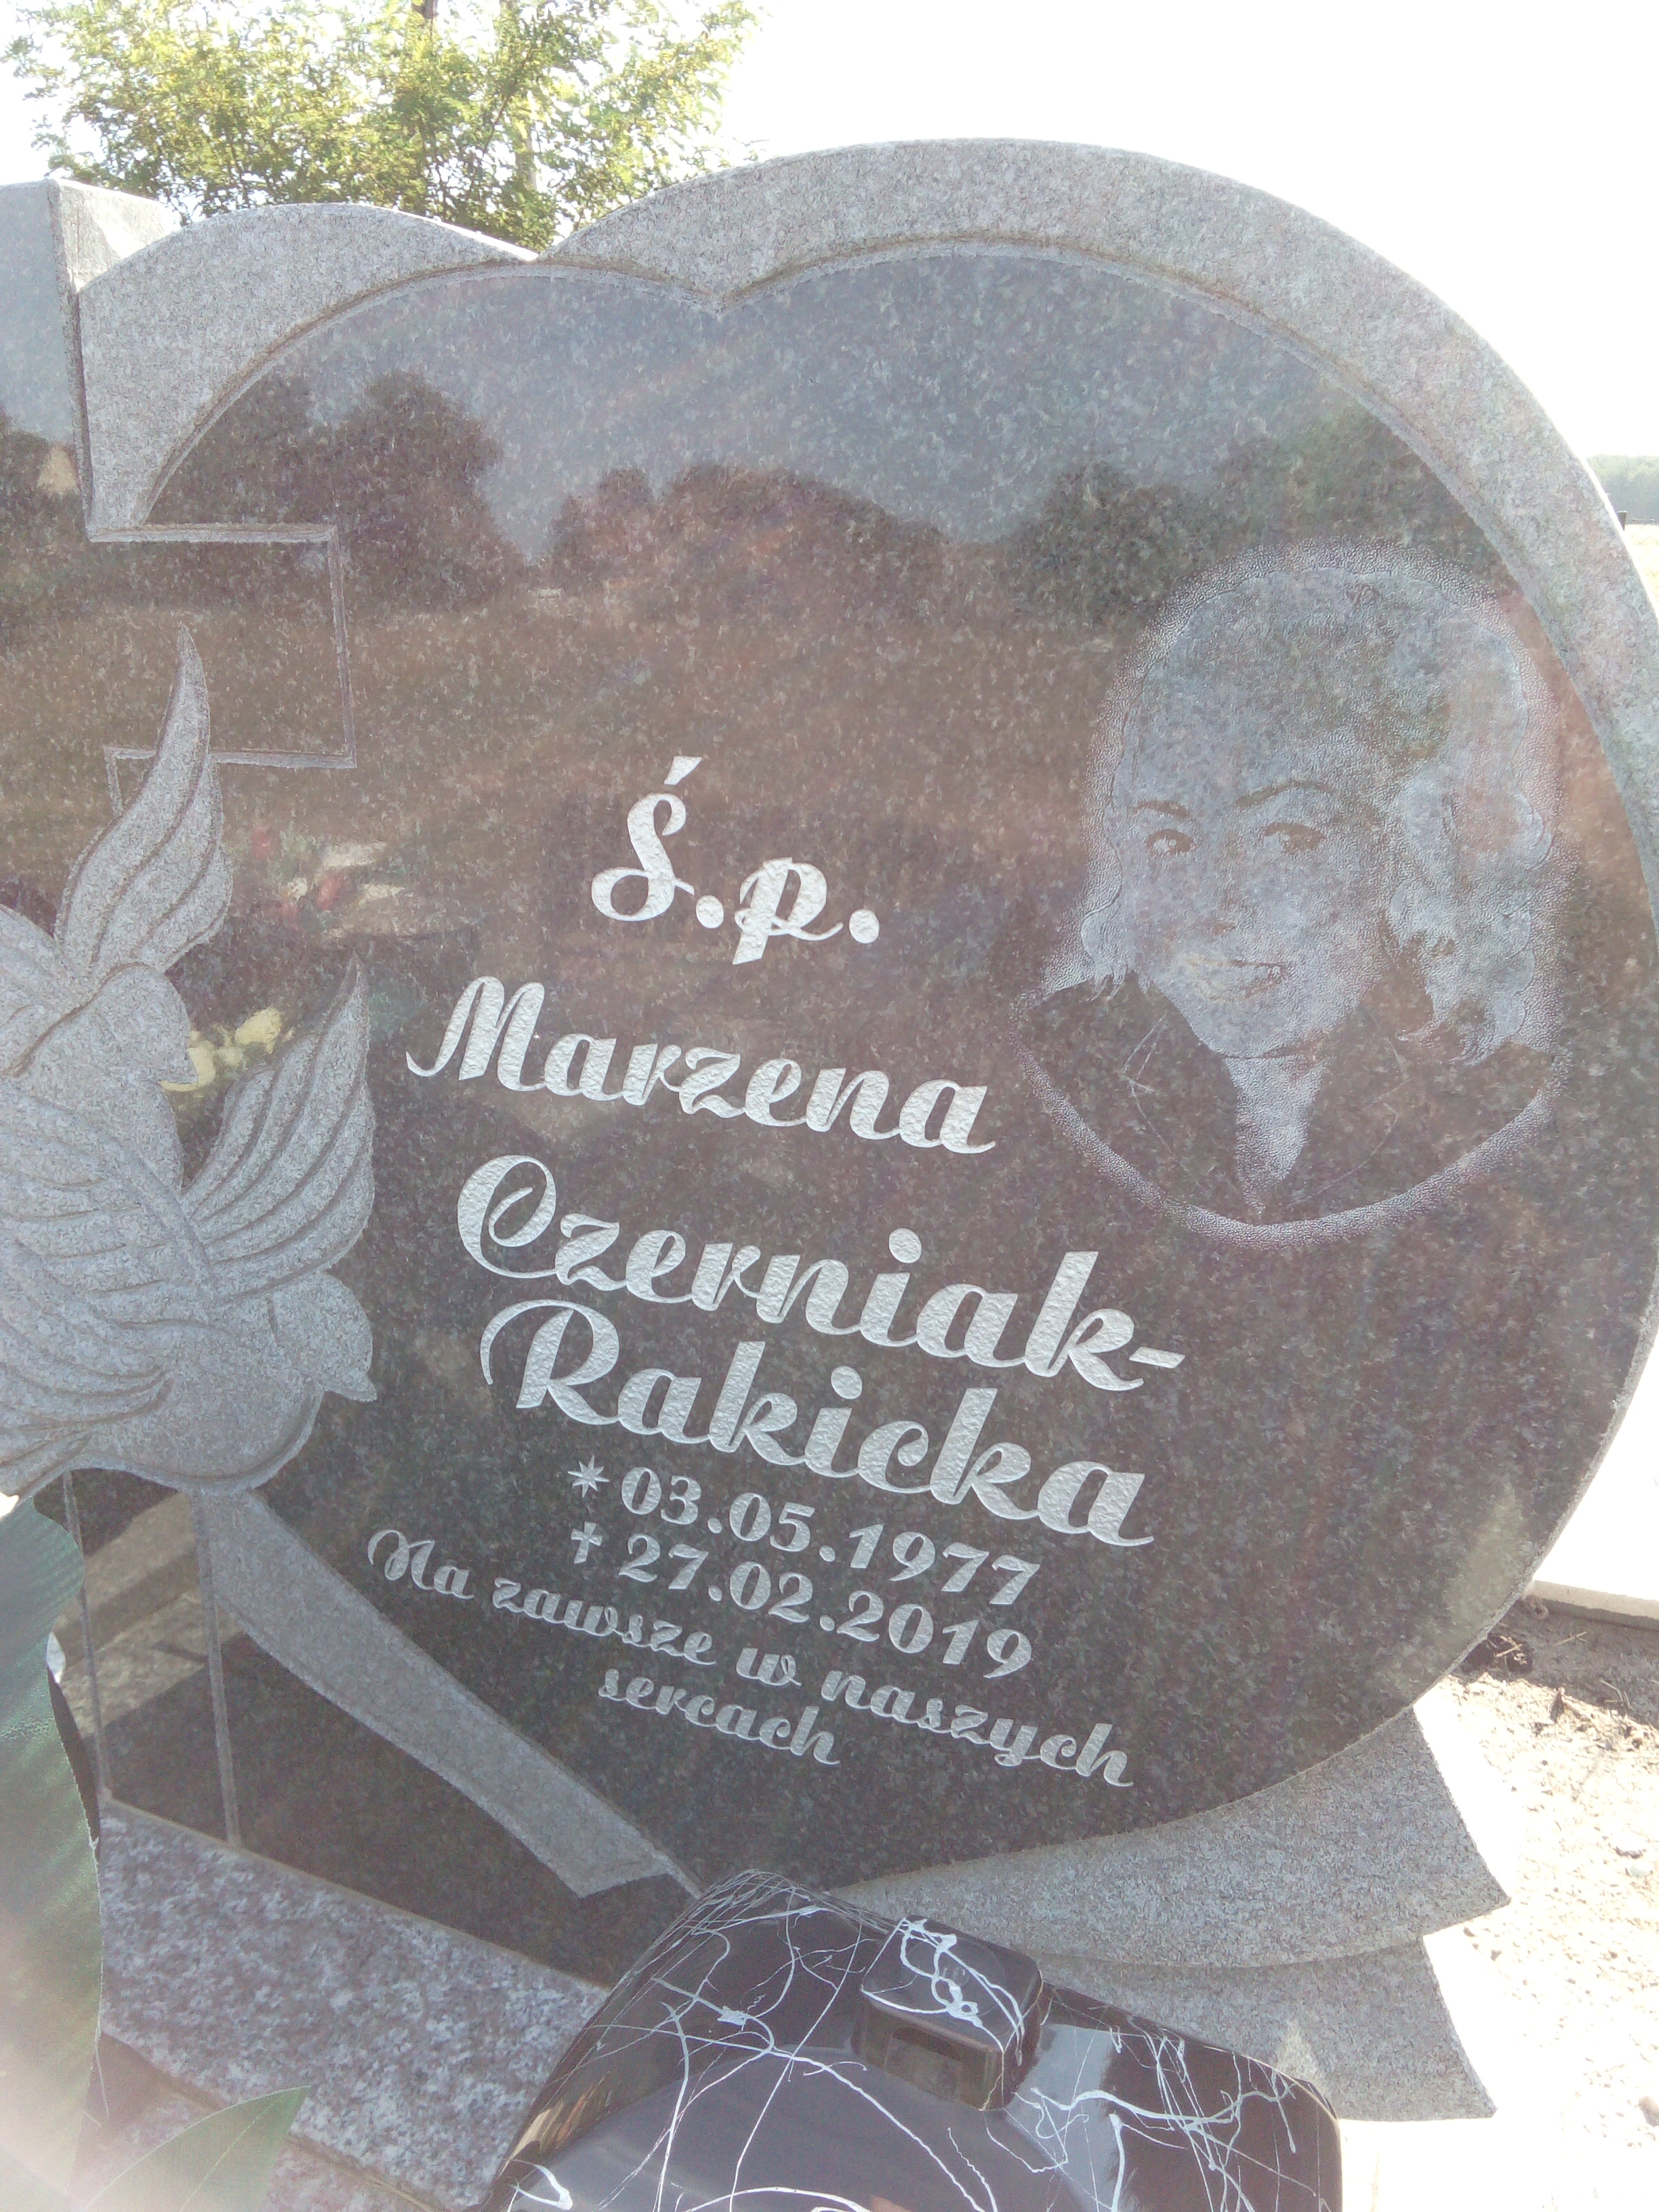 Ś.p.
Marzena
Czerniak-
Rakicka
* 03.05.1977
† 27.02.2019
Na zawsze w naszych
sercach